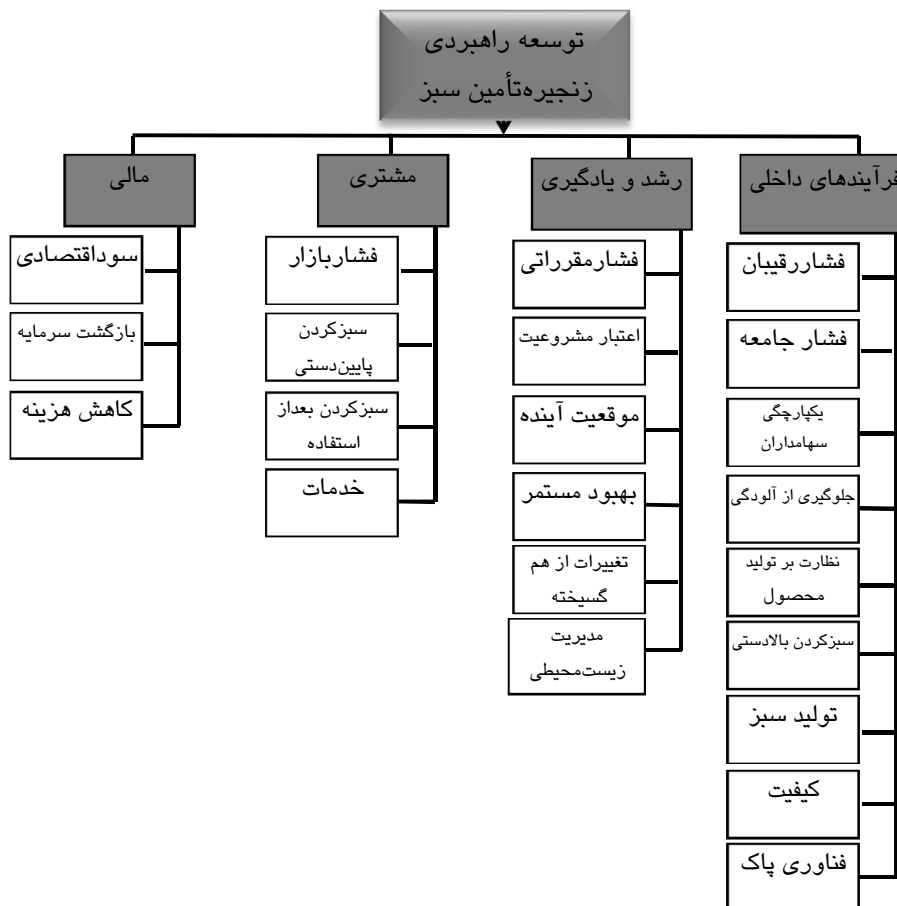 توسعه راهبردی
زنجیره‌تأمین سبز
فرآیندهای داخلی
فشاررقیبان
فشار جامعه
یکپارچگی
سهامداران
جلوگیری از آلودگی
نظارت بر تولید
محصول
سبزکردن بالادستی
تولید سبز
کیفیت
فناوری پاک
رشد و یادگیری
فشارمقرراتی
اعتبار مشروعیت
موقعیت آینده
بهبود مستمر
تغییرات از هم
گسیخته
مدیریت
زیست‌محیطی
مشتری
فشاربازار
سبزکردن
پایین‌دستی
سبزکردن بعداز
استفاده
خدمات
مالی
سوداقتصادی
بازگشت سرمایه
کاهش هزینه